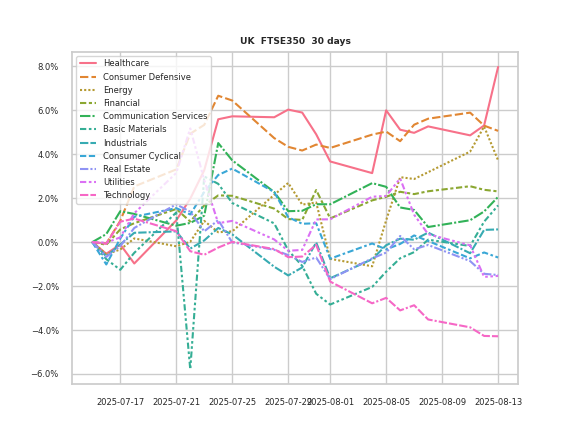 UK  FTSE350  30 days
8.0%
6.0%
4.0%
2.0%
0.0%
−2.0%
−4.0%
−6.0%
Healthcare
Consumer Defensive
Energy
Financial
Communication Services
Basic Materials
Industrials
Consumer Cyclical
Real Estate
Utilities
Technology
2025-07-17
2025-07-21
2025-07-25
2025-07-29
2025-08-01
2025-08-05
2025-08-09
2025-08-13